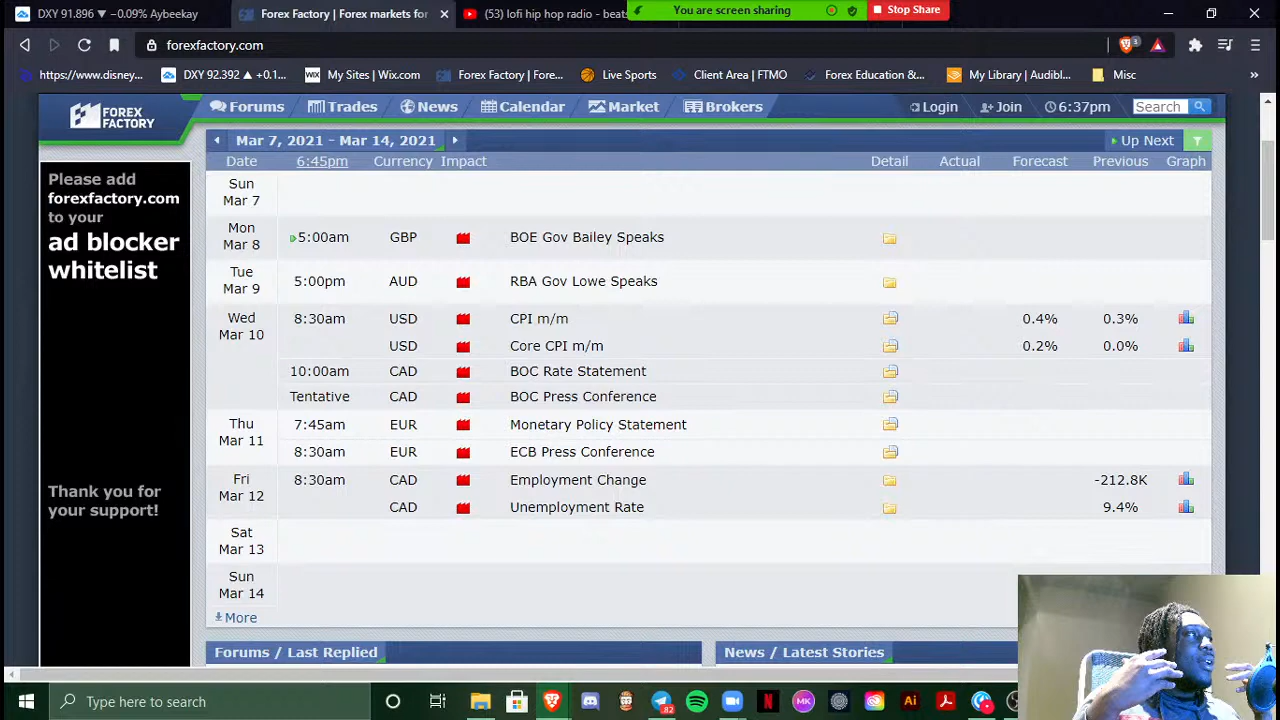 DXY 91.896 ▼ −0.09% Aybeekay
Forex Factory | Forex markets for
(53) lofi hip hop radio - beats
You are screen sharing
Stop Share
forexfactory.com
3
https://www.disney...
DXY 92.392 ▲ +0.1...
My Sites | Wix.com
Forex Factory | Fore...
Live Sports
Client Area | FTMO
Forex Education &...
My Library | Audibl...
Misc
»
FOREX FACTORY
Forums
Trades
News
Calendar
Market
Brokers
Login
Join
6:37pm
Search
Mar 7, 2021 - Mar 14, 2021
Up Next
Date 6:45pm Currency Impact Detail Actual Forecast Previous Graph
Sun
Mar 7
Mon
Mar 8
5:00am GBP BOE Gov Bailey Speaks
Tue
Mar 9
5:00pm AUD RBA Gov Lowe Speaks
Wed
Mar 10
8:30am USD CPI m/m 0.4% 0.3%
USD Core CPI m/m 0.2% 0.0%
10:00am CAD BOC Rate Statement
Tentative CAD BOC Press Conference
Thu
Mar 11
7:45am EUR Monetary Policy Statement
8:30am EUR ECB Press Conference
Fri
Mar 12
8:30am CAD Employment Change -212.8K
CAD Unemployment Rate 9.4%
Sat
Mar 13
Sun
Mar 14
More
Please add
forexfactory.com
to your
ad blocker
whitelist
Thank you for
your support!
Forums / Last Replied
News / Latest Stories
Type here to search
82
N
MK
Ai